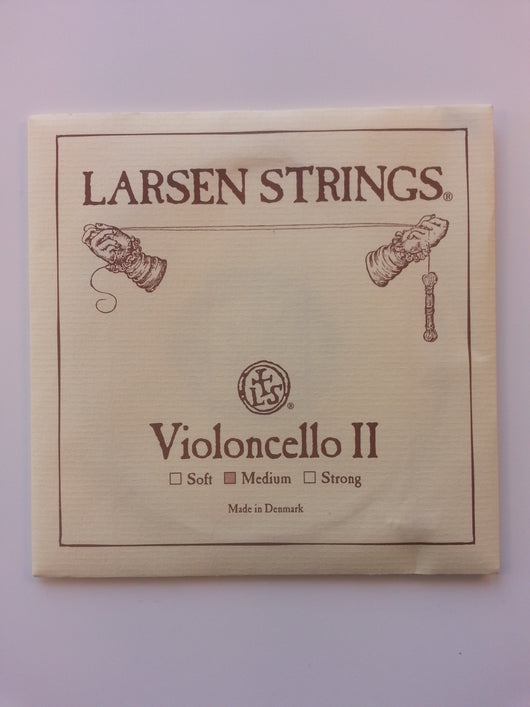 LARSEN STRINGS®
LS
®
Violoncello II
☐ Soft ■ Medium ☐ Strong
Made in Denmark